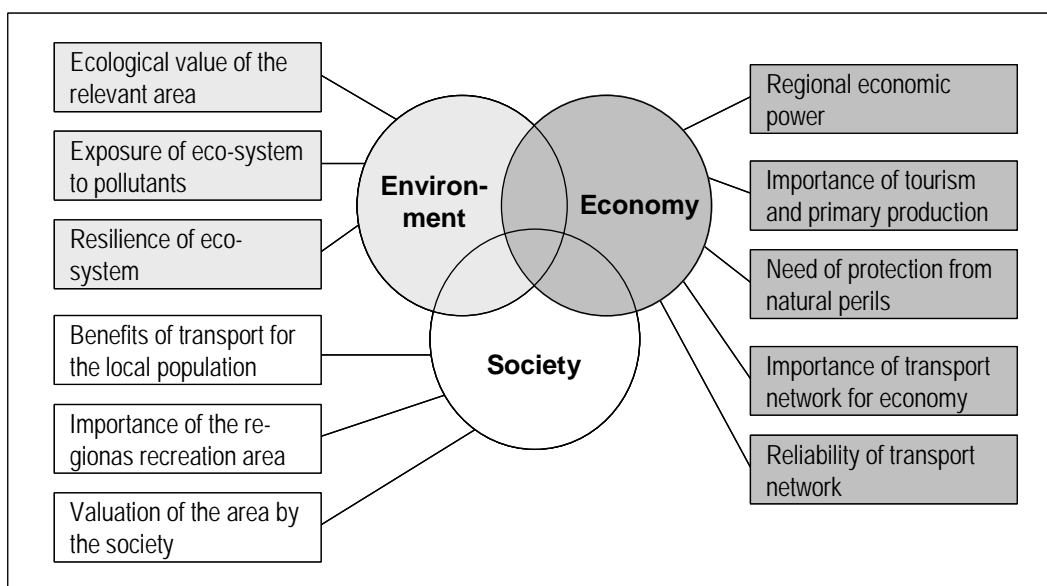 Ecological value of the
relevant area
Exposure of eco-system
to pollutants
Resilience of eco-
system
Benefits of transport for
the local population
Importance of the re-
gionas recreation area
Valuation of the area by
the society
Environ-
ment
Economy
Society
Regional economic
power
Importance of tourism
and primary production
Need of protection from
natural perils
Importance of transport
network for economy
Reliability of transport
network